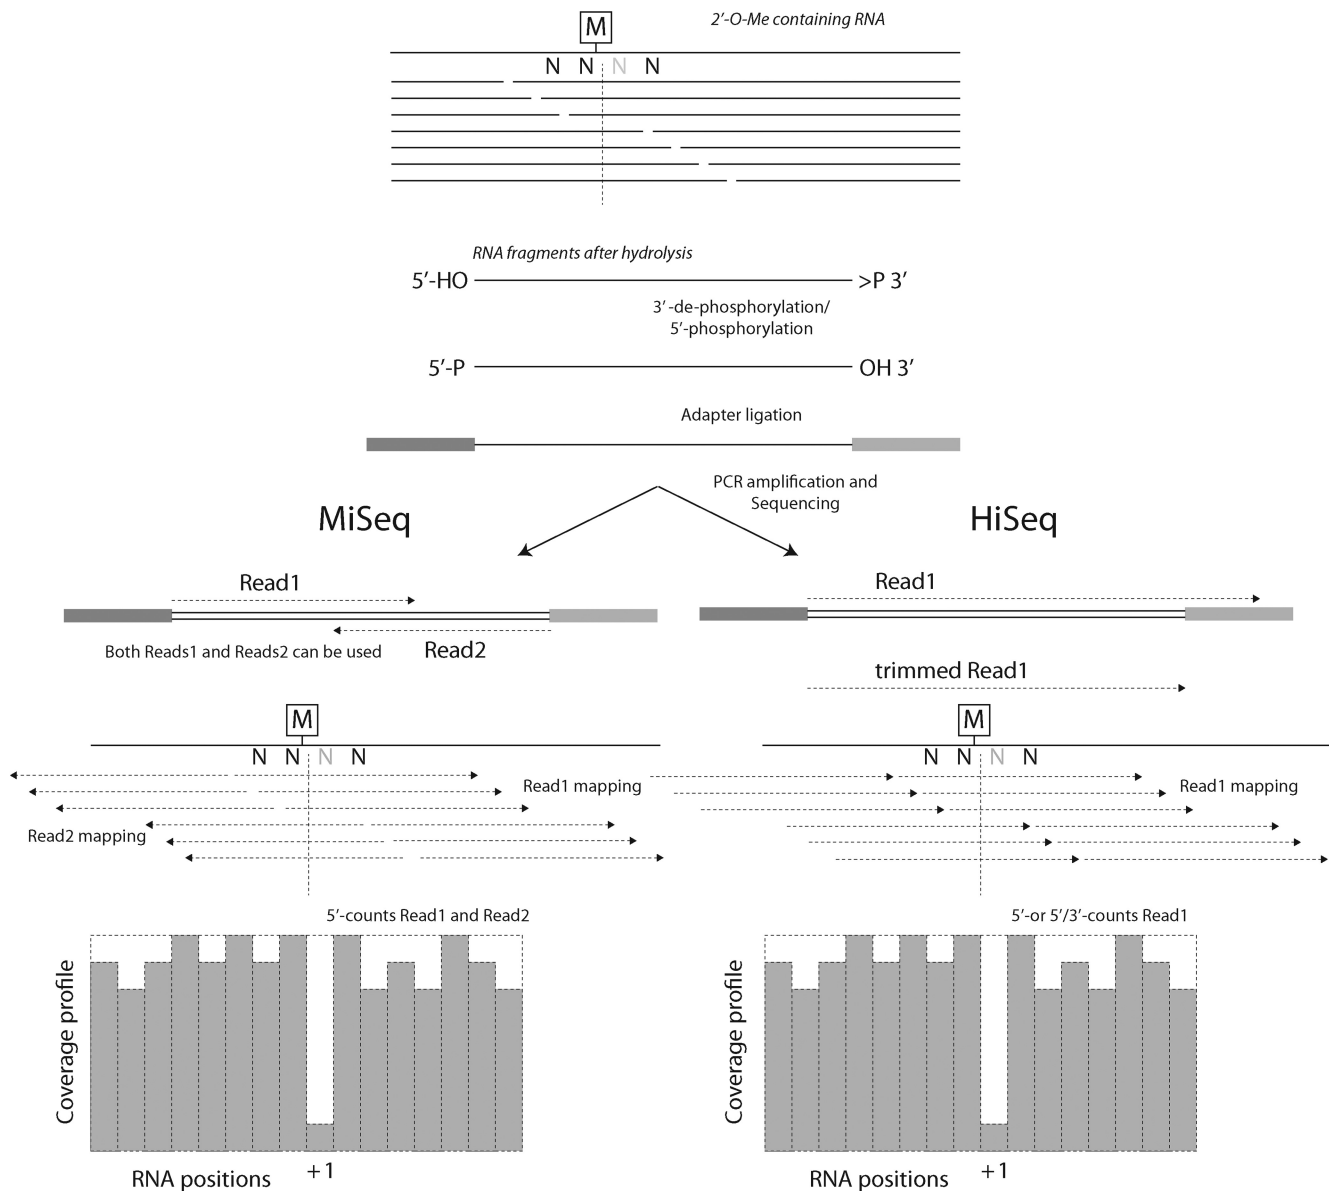 2′-O-Me containing RNA
M
N N N N
RNA fragments after hydrolysis
5′-HO >P 3′
3′-de-phosphorylation/
5′-phosphorylation
5′-P OH 3′
Adapter ligation
PCR amplification and
Sequencing
MiSeq
HiSeq
Read1
Read1
Both Reads1 and Reads2 can be used
Read2
trimmed Read1
M
M
N N N N
N N N N
Read1 mapping
Read1 mapping
Read2 mapping
5′-counts Read1 and Read2
5′-or 5′/3′-counts Read1
Coverage profile
Coverage profile
RNA positions +1
RNA positions +1